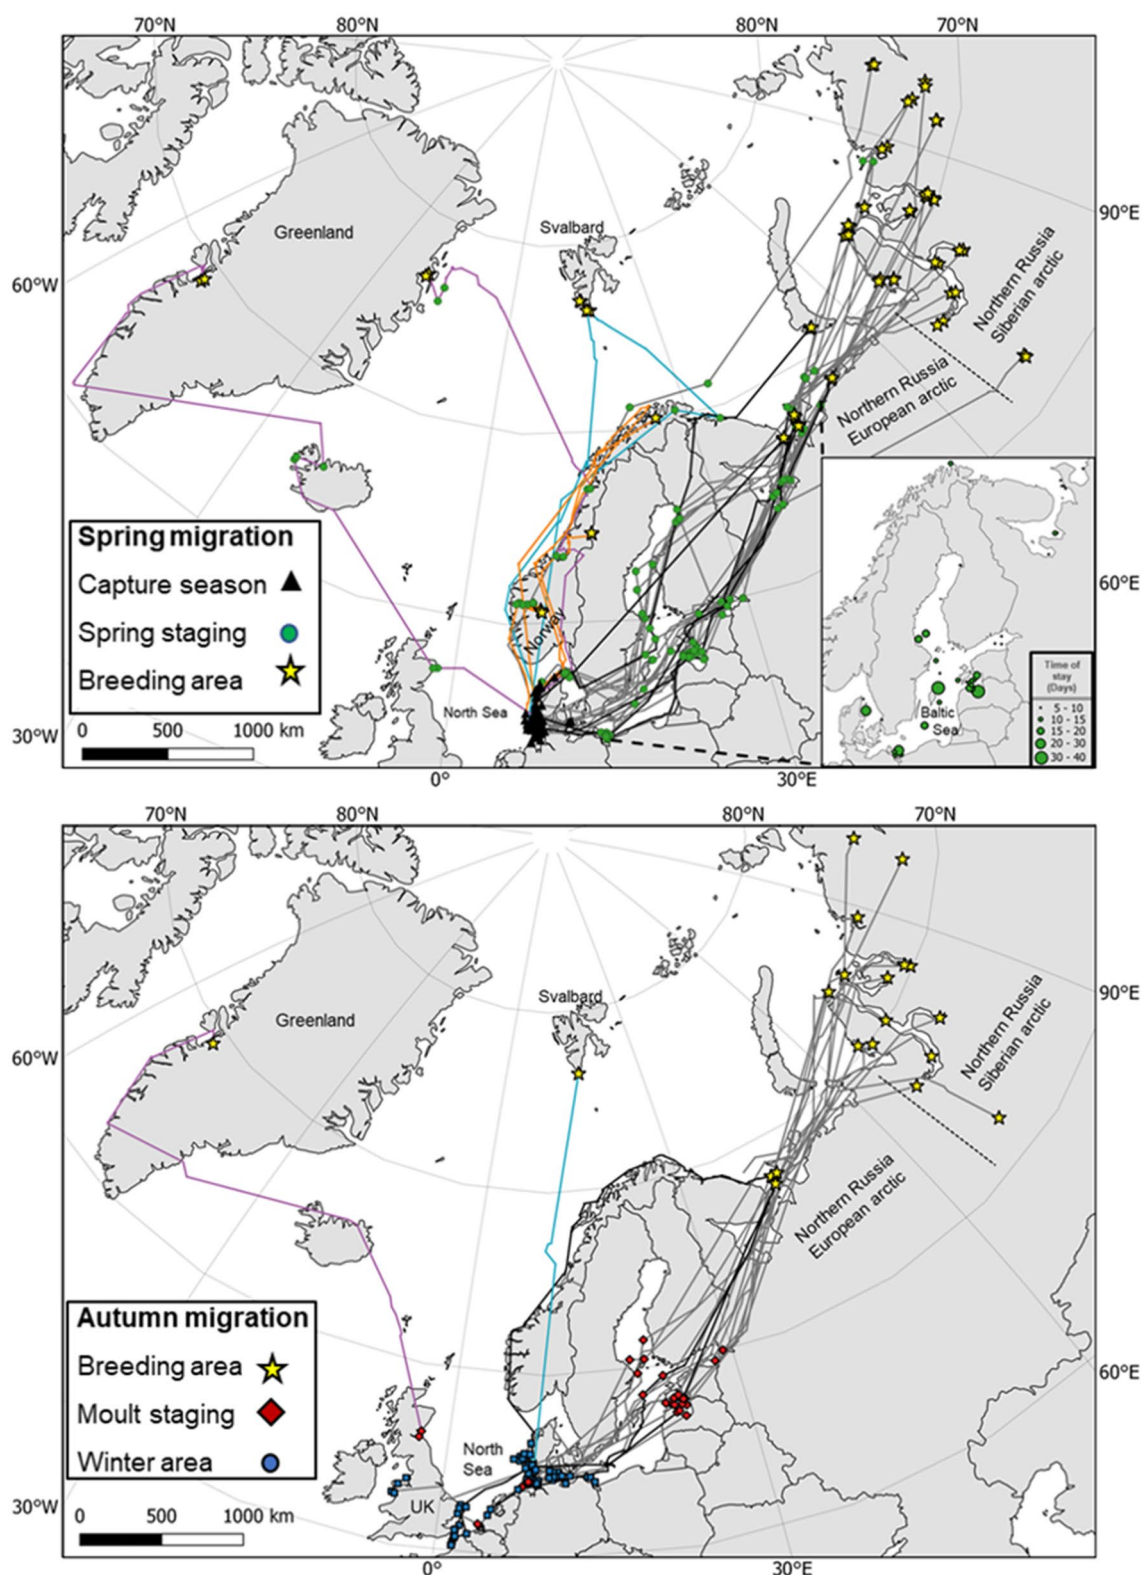 70°N
80°N
80°N
70°N
Greenland
Svalbard
60°W
90°E
Northern Russia
Siberian arctic
Northern Russia
European arctic
Norway
North Sea
60°E
30°W
0°
30°E
Spring migration
Capture season
Spring staging
Breeding area
0
500
1000 km
Baltic
Sea
Time of
stay
(Days)
5 - 10
10 - 15
15 - 20
20 - 30
30 - 40
70°N
80°N
80°N
70°N
Greenland
Svalbard
60°W
90°E
Northern Russia
Siberian arctic
Northern Russia
European arctic
60°E
North
Sea
UK
30°W
0°
30°E
Autumn migration
Breeding area
Moult staging
Winter area
0
500
1000 km